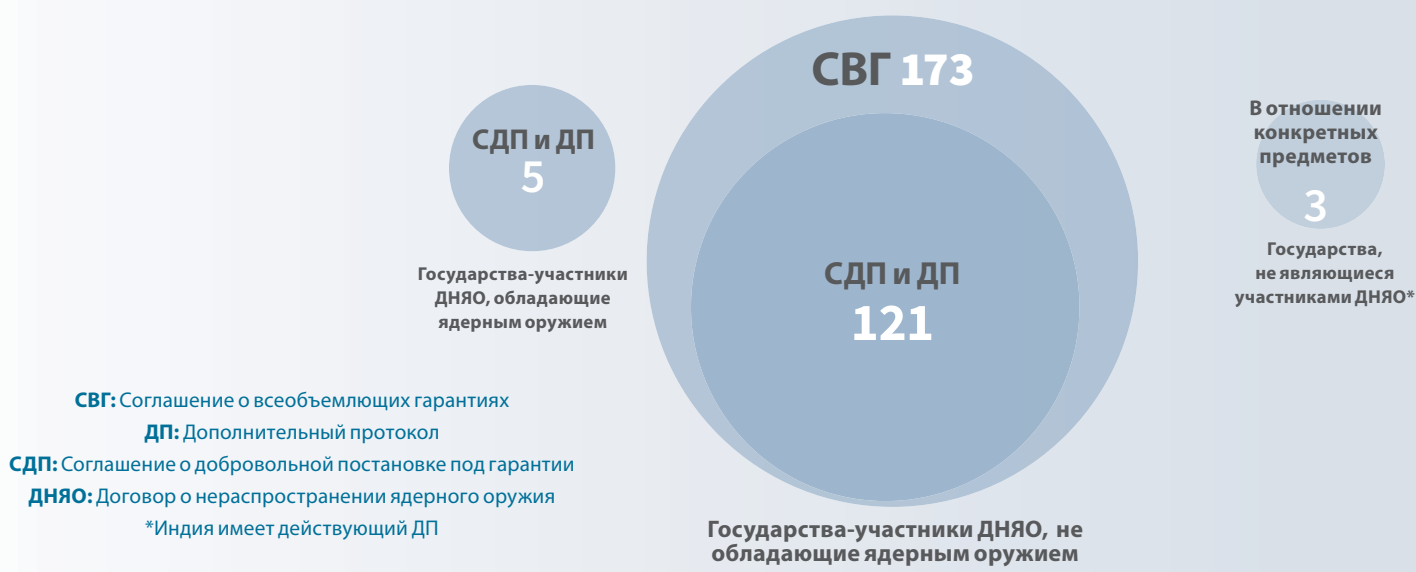 СДП и ДП
5
Государства-участники
ДНЯО, обладающие
ядерным оружием
СВГ 173
СДП и ДП
121
Государства-участники ДНЯО, не
обладающие ядерным оружием
В отношении
конкретных
предметов
3
Государства,
не являющиеся
участниками ДНЯО*
СВГ: Соглашение о всеобъемлющих гарантиях
ДП: Дополнительный протокол
СДП: Соглашение о добровольной постановке под гарантии
ДНЯО: Договор о нераспространении ядерного оружия
*Индия имеет действующий ДП